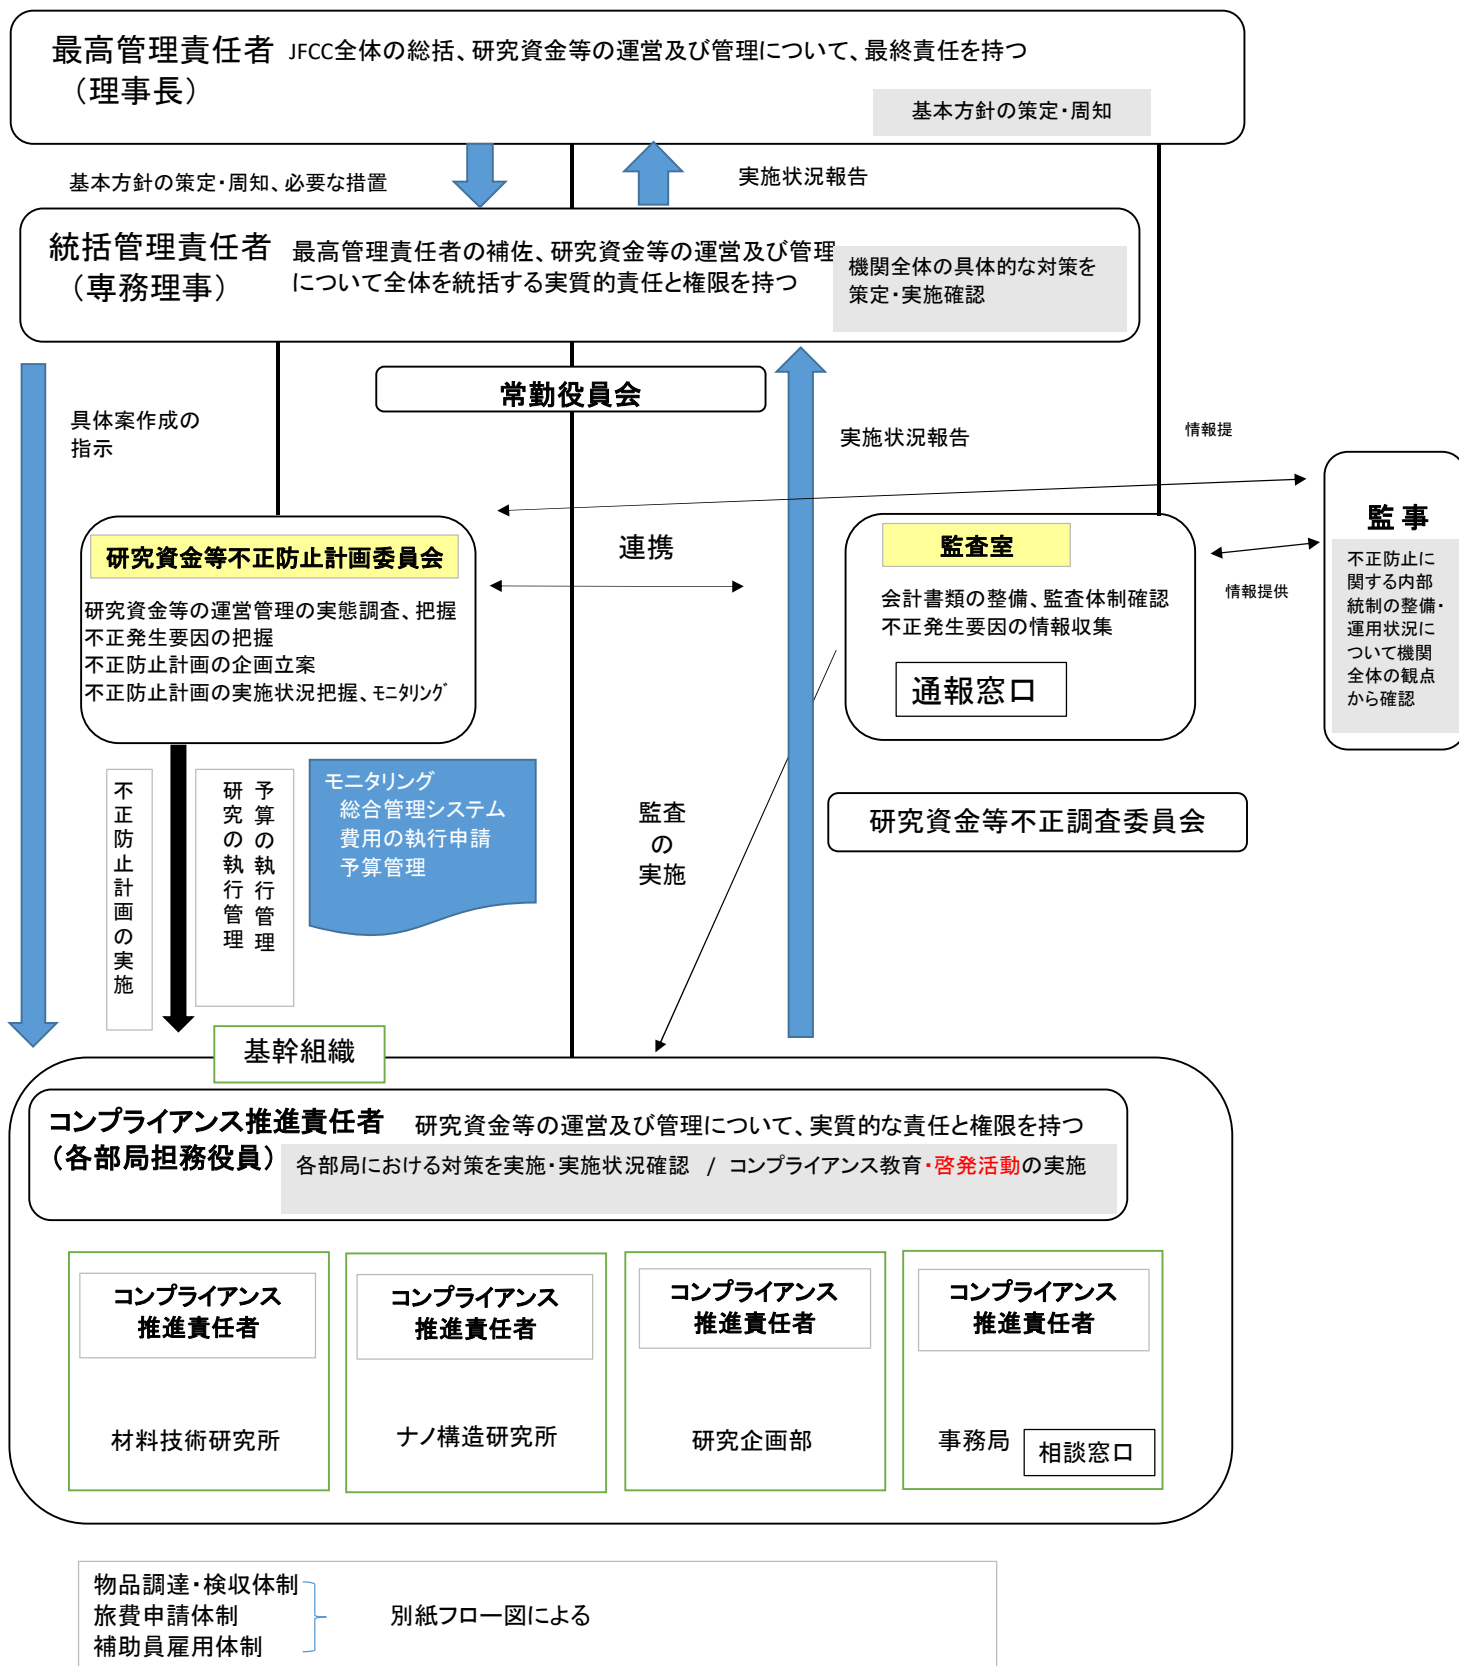 最高管理責任者 JFCC全体の総括、研究資金等の運営及び管理について、最終責任を持つ
（理事長）
基本方針の策定・周知
基本方針の策定・周知、必要な措置
実施状況報告
統括管理責任者
（専務理事）
最高管理責任者の補佐、研究資金等の運営及び管理
について全体を統括する実質的責任と権限を持つ
機関全体の具体的な対策を
策定・実施確認
常勤役員会
具体案作成の
指示
実施状況報告
情報提
研究資金等不正防止計画委員会
研究資金等の運営管理の実態調査、把握
不正発生要因の把握
不正防止計画の企画立案
不正防止計画の実施状況把握、ﾓﾆﾀﾘﾝｸﾞ
連携
監査室
会計書類の整備、監査体制確認
不正発生要因の情報収集
通報窓口
情報提供
監 事
不正防止に
関する内部
統制の整備・
運用状況に
ついて機関
全体の観点
から確認
不正防止計画の実施
予算の執行管理
研究の執行管理
モニタリング
総合管理システム
費用の執行申請
予算管理
監査
の
実施
研究資金等不正調査委員会
基幹組織
コンプライアンス推進責任者
（各部局担務役員）
研究資金等の運営及び管理について、実質的な責任と権限を持つ
各部局における対策を実施・実施状況確認 / コンプライアンス教育・啓発活動の実施
コンプライアンス
推進責任者
材料技術研究所
コンプライアンス
推進責任者
ナノ構造研究所
コンプライアンス
推進責任者
研究企画部
コンプライアンス
推進責任者
事務局
相談窓口
物品調達・検収体制
旅費申請体制
補助員雇用体制
別紙フロー図による